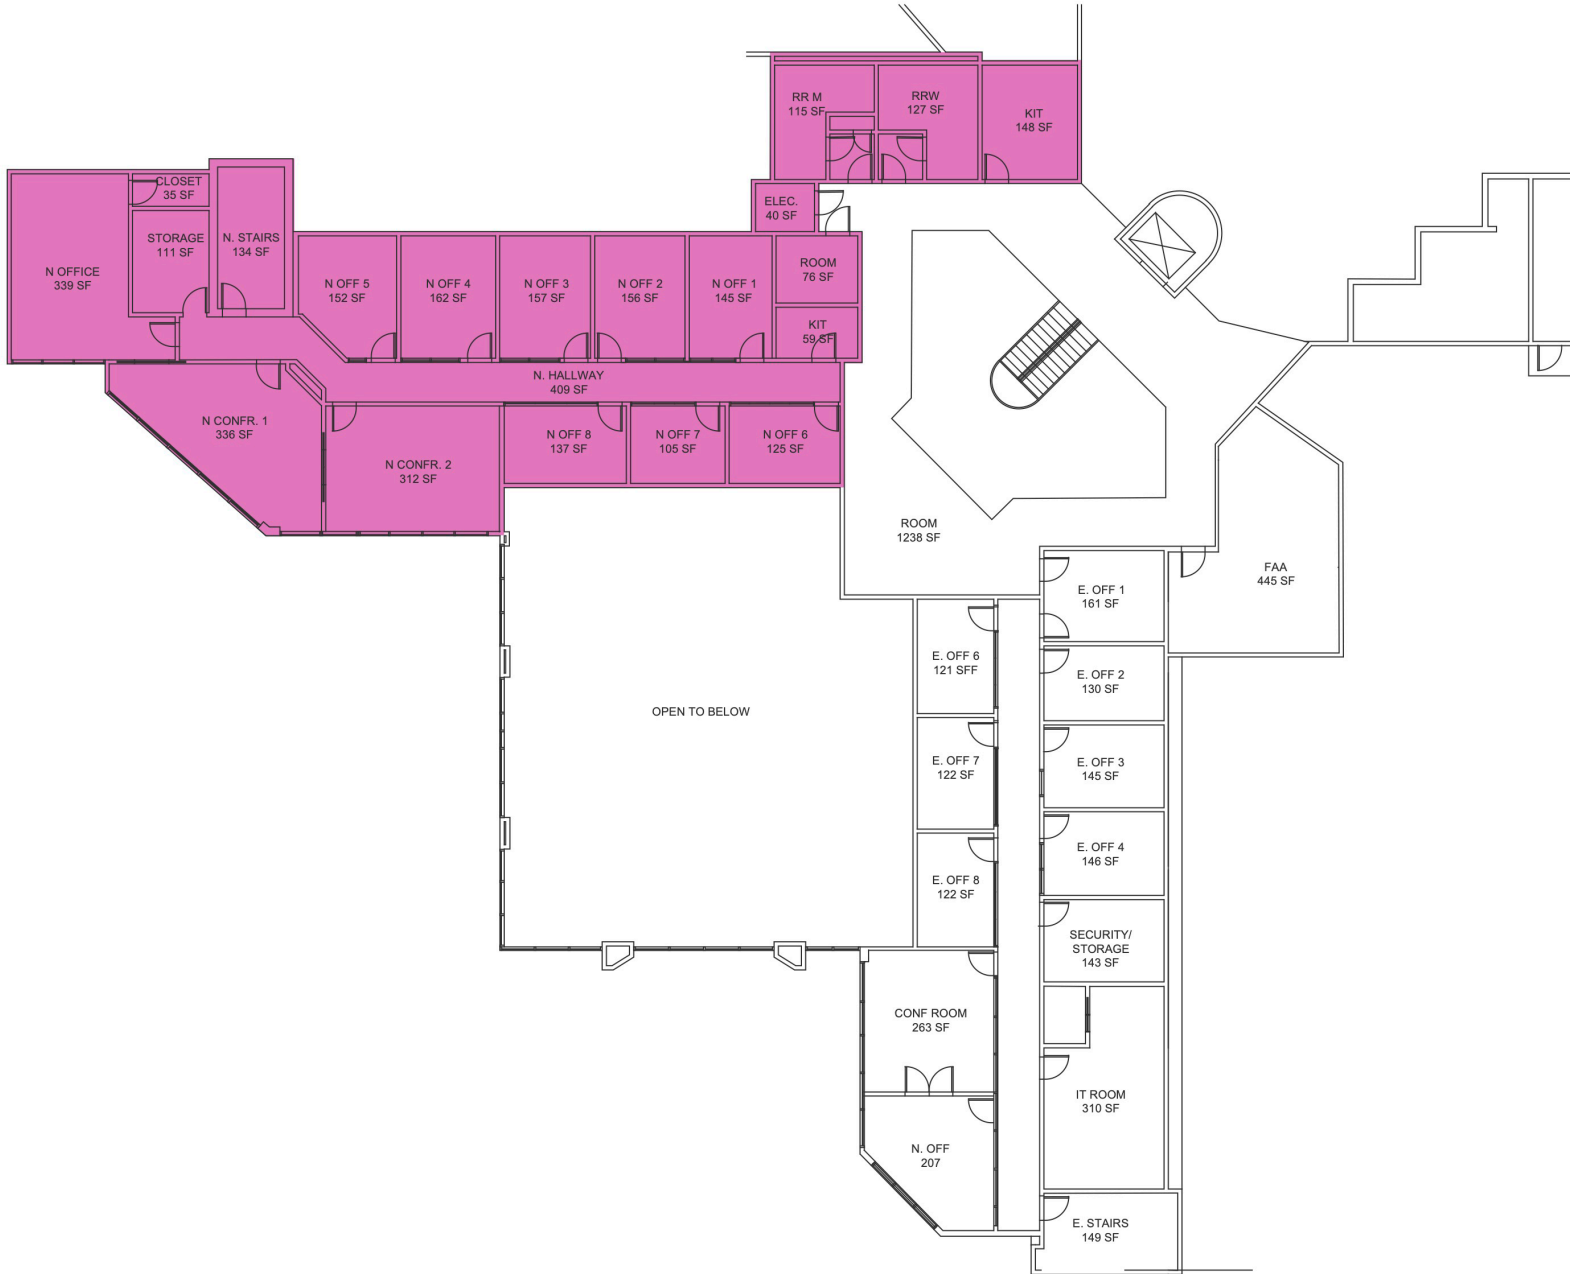 RR M
115 SF
RRW
127 SF
KIT
148 SF
CLOSET
35 SF
ELEC.
40 SF
STORAGE
111 SF
N. STAIRS
134 SF
N OFFICE
339 SF
N OFF 5
152 SF
N OFF 4
162 SF
N OFF 3
157 SF
N OFF 2
156 SF
N OFF 1
145 SF
ROOM
76 SF
KIT
59 SF
N. HALLWAY
409 SF
N CONFR. 1
336 SF
N CONFR. 2
312 SF
N OFF 8
137 SF
N OFF 7
105 SF
N OFF 6
125 SF
ROOM
1238 SF
FAA
445 SF
E. OFF 1
161 SF
E. OFF 6
121 SFF
E. OFF 2
130 SF
OPEN TO BELOW
E. OFF 7
122 SF
E. OFF 3
145 SF
E. OFF 4
146 SF
E. OFF 8
122 SF
SECURITY/
STORAGE
143 SF
CONF ROOM
263 SF
IT ROOM
310 SF
N. OFF
207
E. STAIRS
149 SF